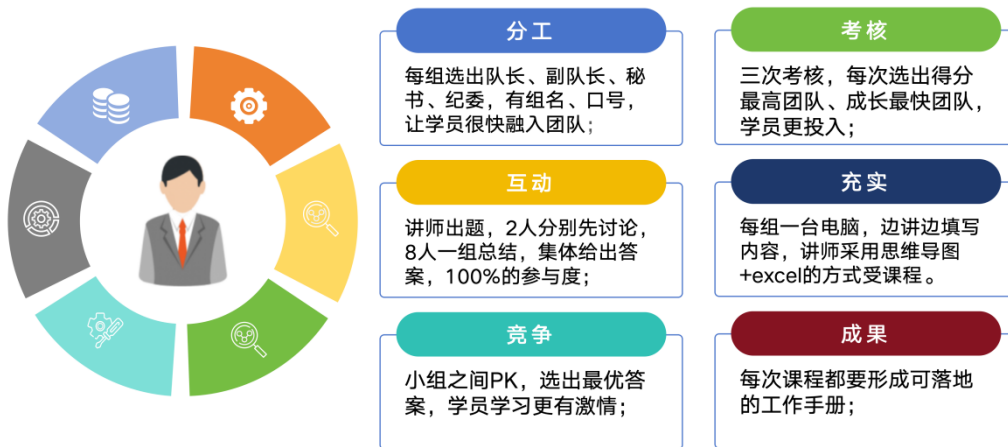 分工
每组选出队长、副队长、秘
书、纪委，有组名、口号，
让学员很快融入团队;
考核
三次考核，每次选出得分
最高团队、成长最快团队，
学员更投入；
互动
讲师出题，2人分别先讨论，
8人一组总结，集体给出答
案，100%的参与度；
充实
每组一台电脑，边讲边填写
内容，讲师采用思维导图
+excel的方式受课程。
竞争
小组之间PK，选出最优答
案，学员学习更有激情；
成果
每次课程都要形成可落地
的工作手册；